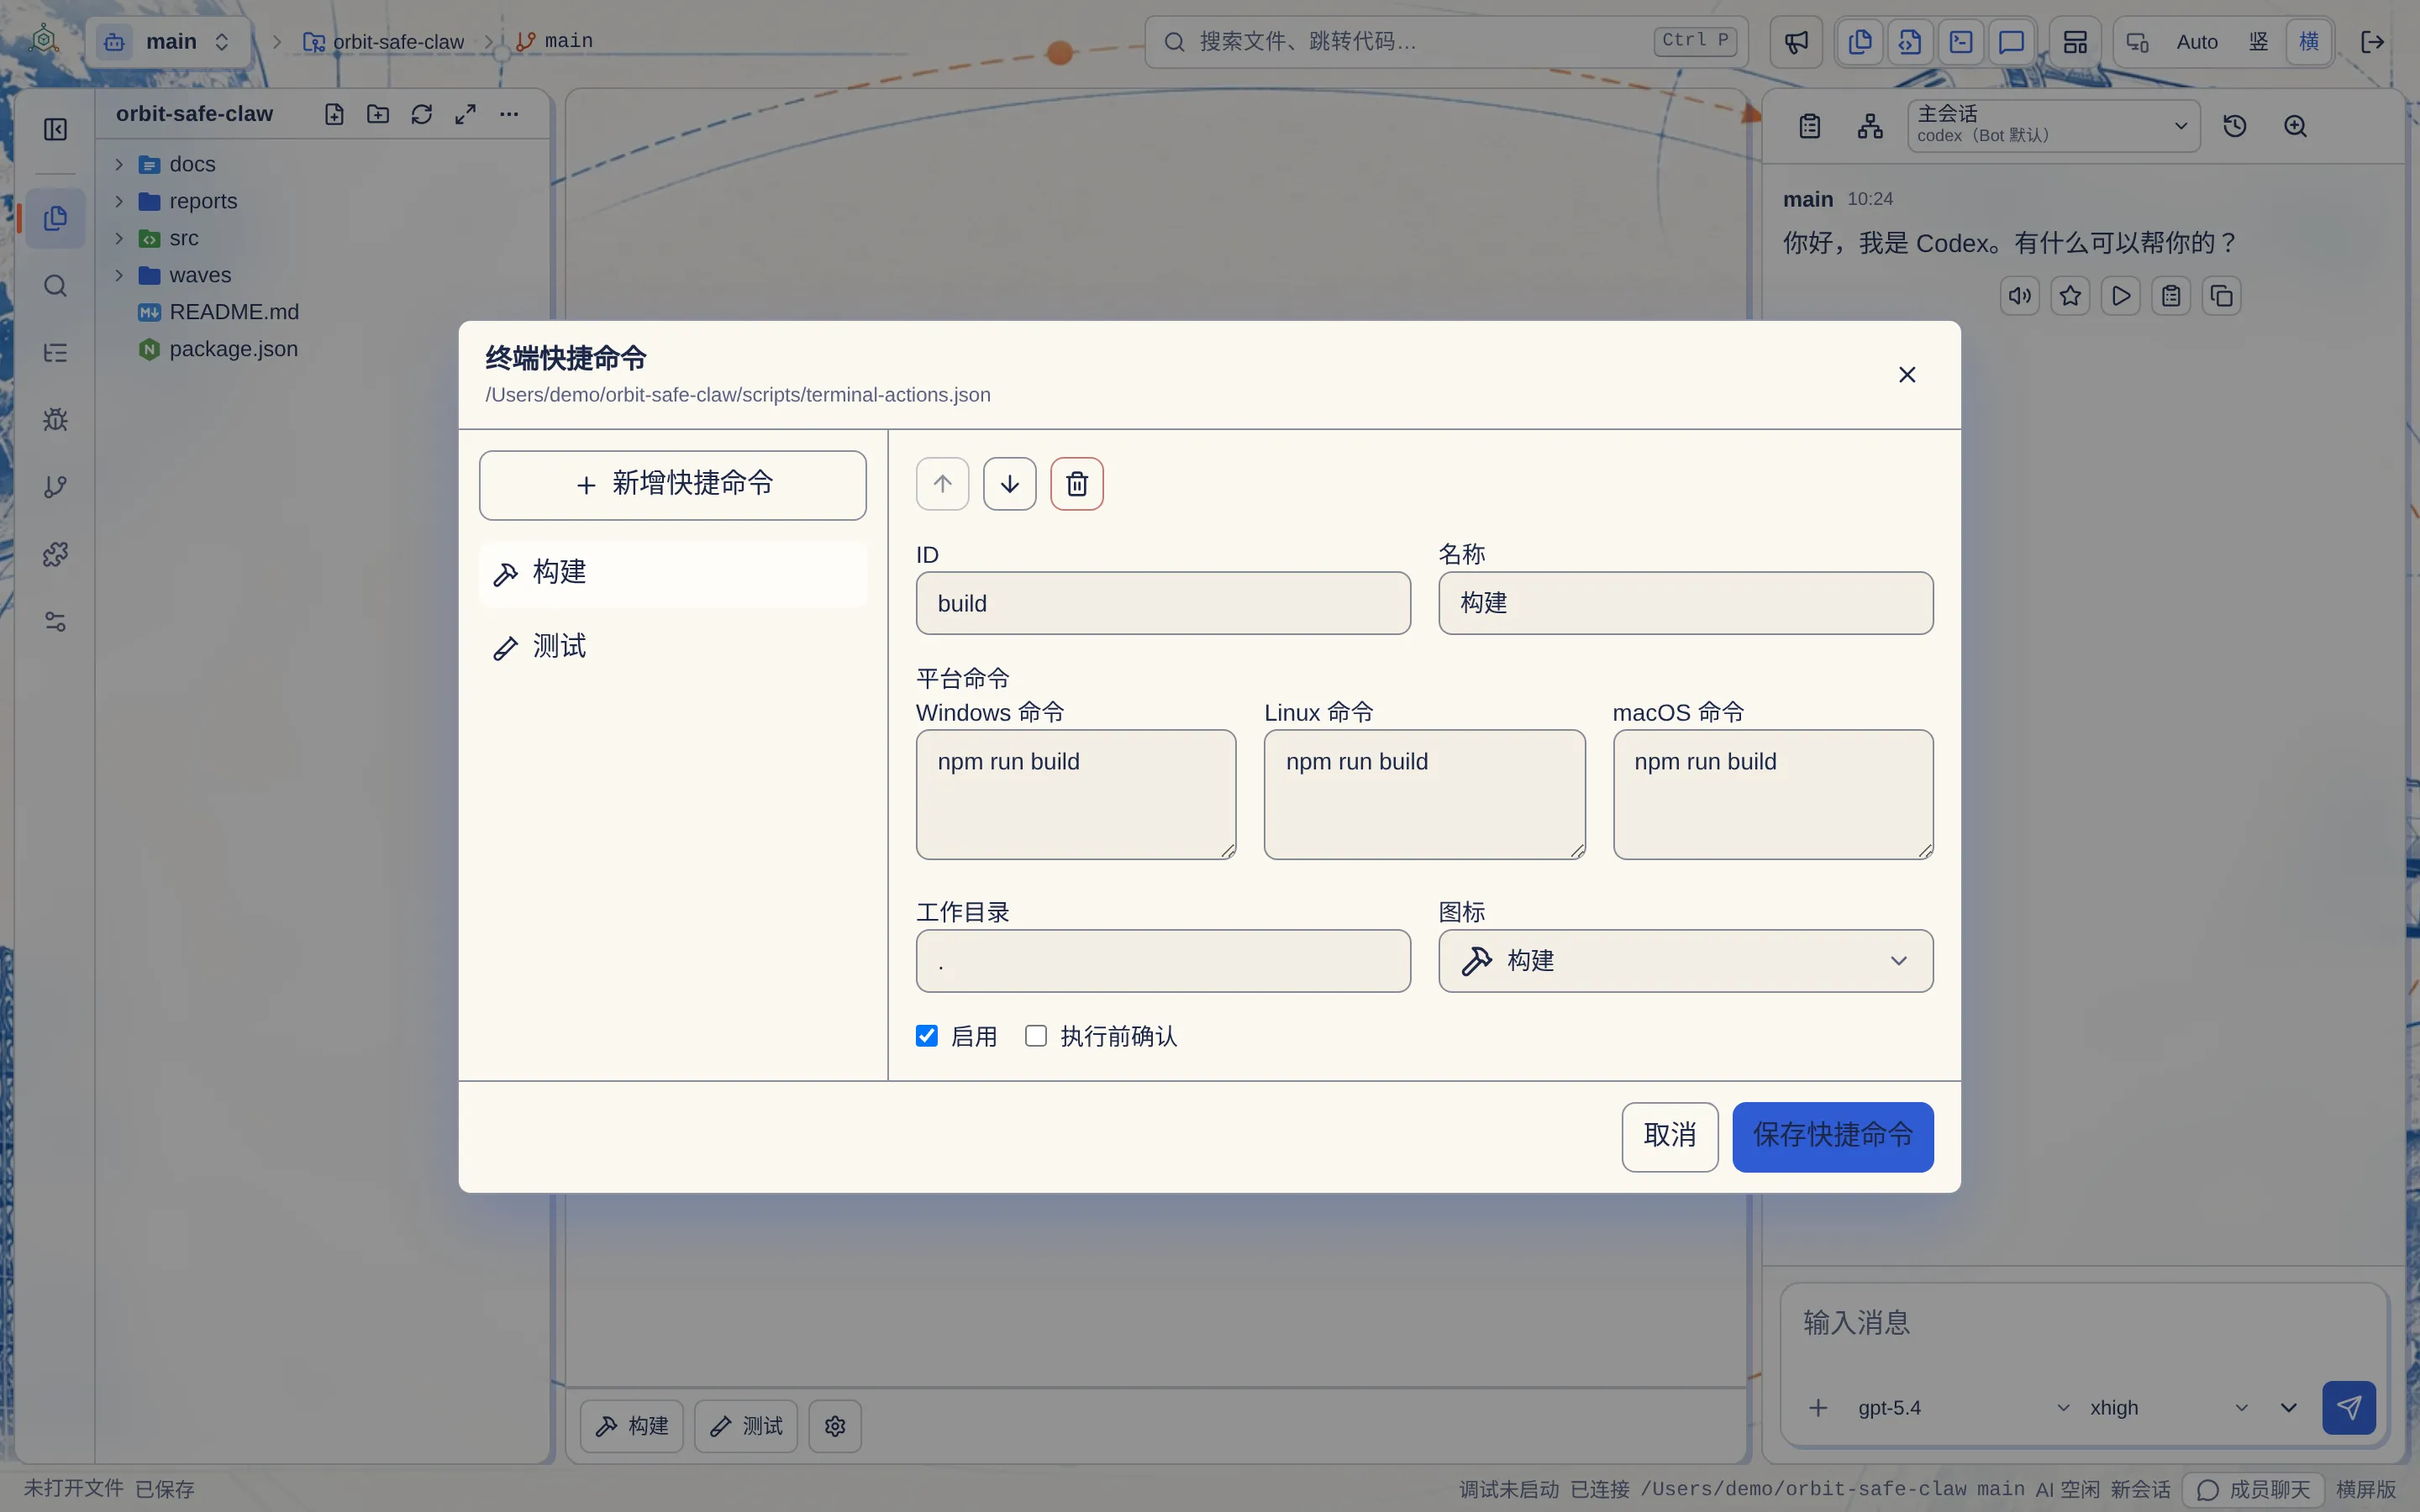 main
orbit-safe-claw
main
搜索文件、跳转代码...
Ctrl P
Auto
竖
横
orbit-safe-claw
docs
reports
src
waves
README.md
package.json
主会话
codex（Bot 默认）
main 10:24
你好，我是 Codex。有什么可以帮你的？
终端快捷命令
/Users/demo/orbit-safe-claw/scripts/terminal-actions.json
新增快捷命令
构建
测试
ID
build
名称
构建
平台命令
Windows 命令
npm run build
Linux 命令
npm run build
macOS 命令
npm run build
工作目录
.
图标
构建
启用
执行前确认
取消
保存快捷命令
构建
测试
输入消息
gpt-5.4
xhigh
未打开文件 已保存
调试未启动 已连接 /Users/demo/orbit-safe-claw main AI 空闲 新会话 成员聊天 横屏版